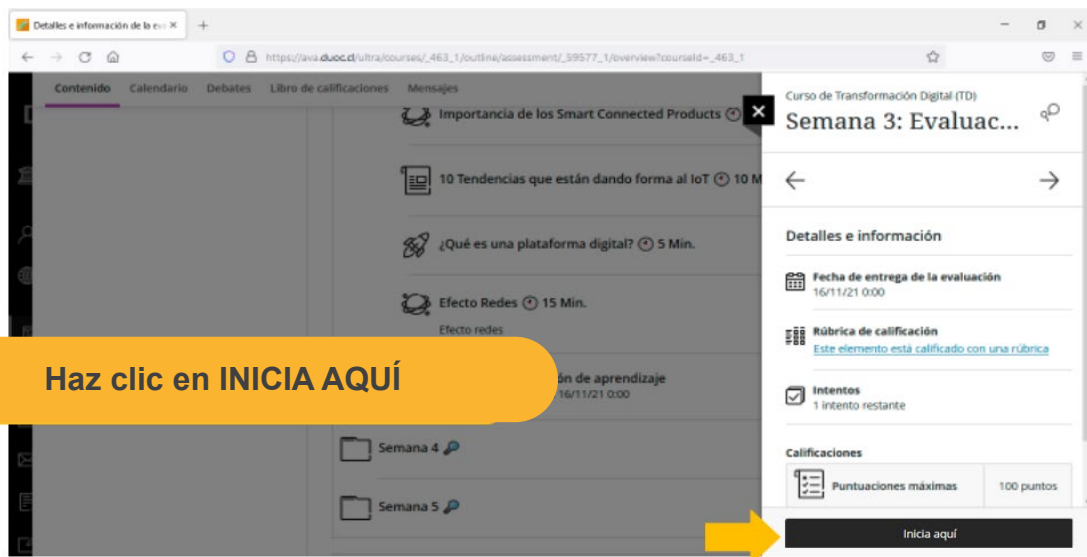 Detalles e información de la eva
https://ava.duoc.cl/ultra/courses/_463_1/outline/assessment/_59577_1/overview?courseId=_463_1
Contenido Calendario Debates Libro de calificaciones Mensajes
Importancia de los Smart Connected Products
10 Tendencias que están dando forma al IoT 10 M
¿Qué es una plataforma digital? 5 Min.
Efecto Redes 15 Min.
Efecto redes
Haz clic en INICIA AQUÍ
ón de aprendizaje
16/11/21 0:00
Semana 4
Semana 5
Curso de Transformación Digital (TD)
Semana 3: Evaluac...
Detalles e información
Fecha de entrega de la evaluación
16/11/21 0:00
Rúbrica de calificación
Este elemento está calificado con una rúbrica
Intentos
1 intento restante
Calificaciones
Puntuaciones máximas 100 puntos
Inicia aquí